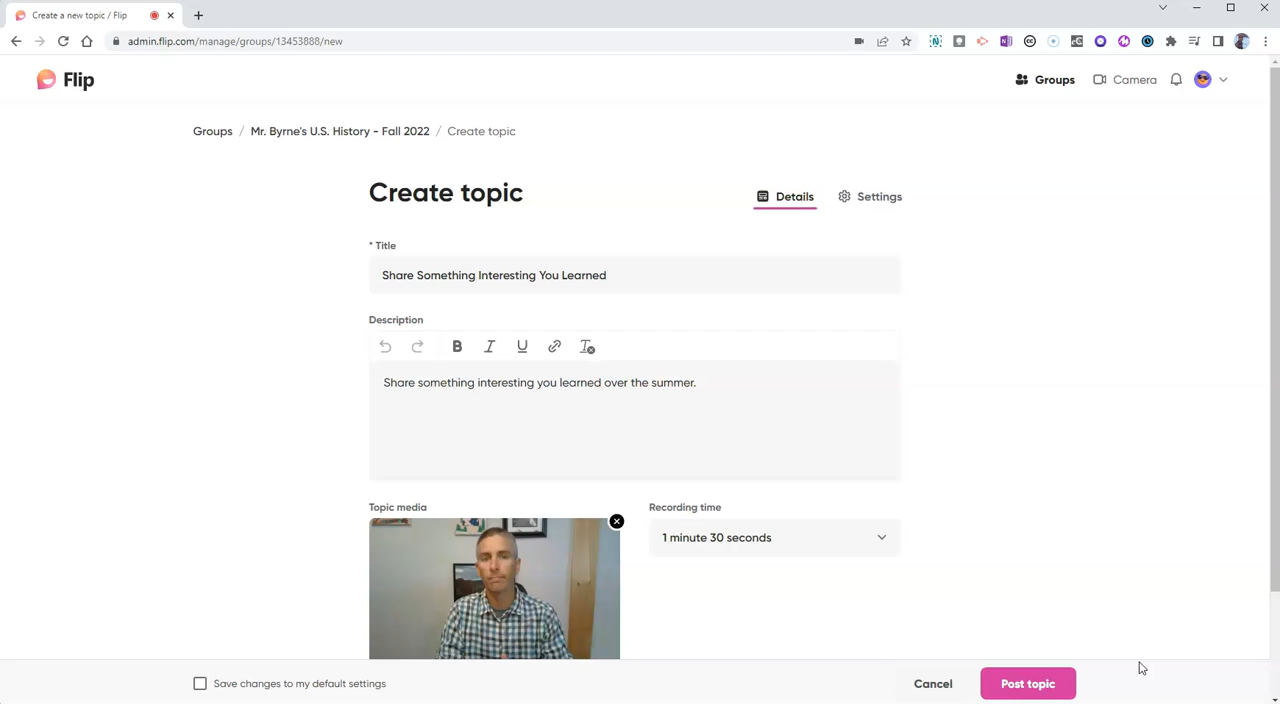 Create a new topic / Flip
admin.flip.com/manage/groups/13453888/new
Flip
Groups
Camera
Groups / Mr. Byrne's U.S. History - Fall 2022 / Create topic
Create topic
Details
Settings
* Title
Share Something Interesting You Learned
Description
B I U
Share something interesting you learned over the summer.
Topic media
Recording time
1 minute 30 seconds
Save changes to my default settings
Cancel
Post topic